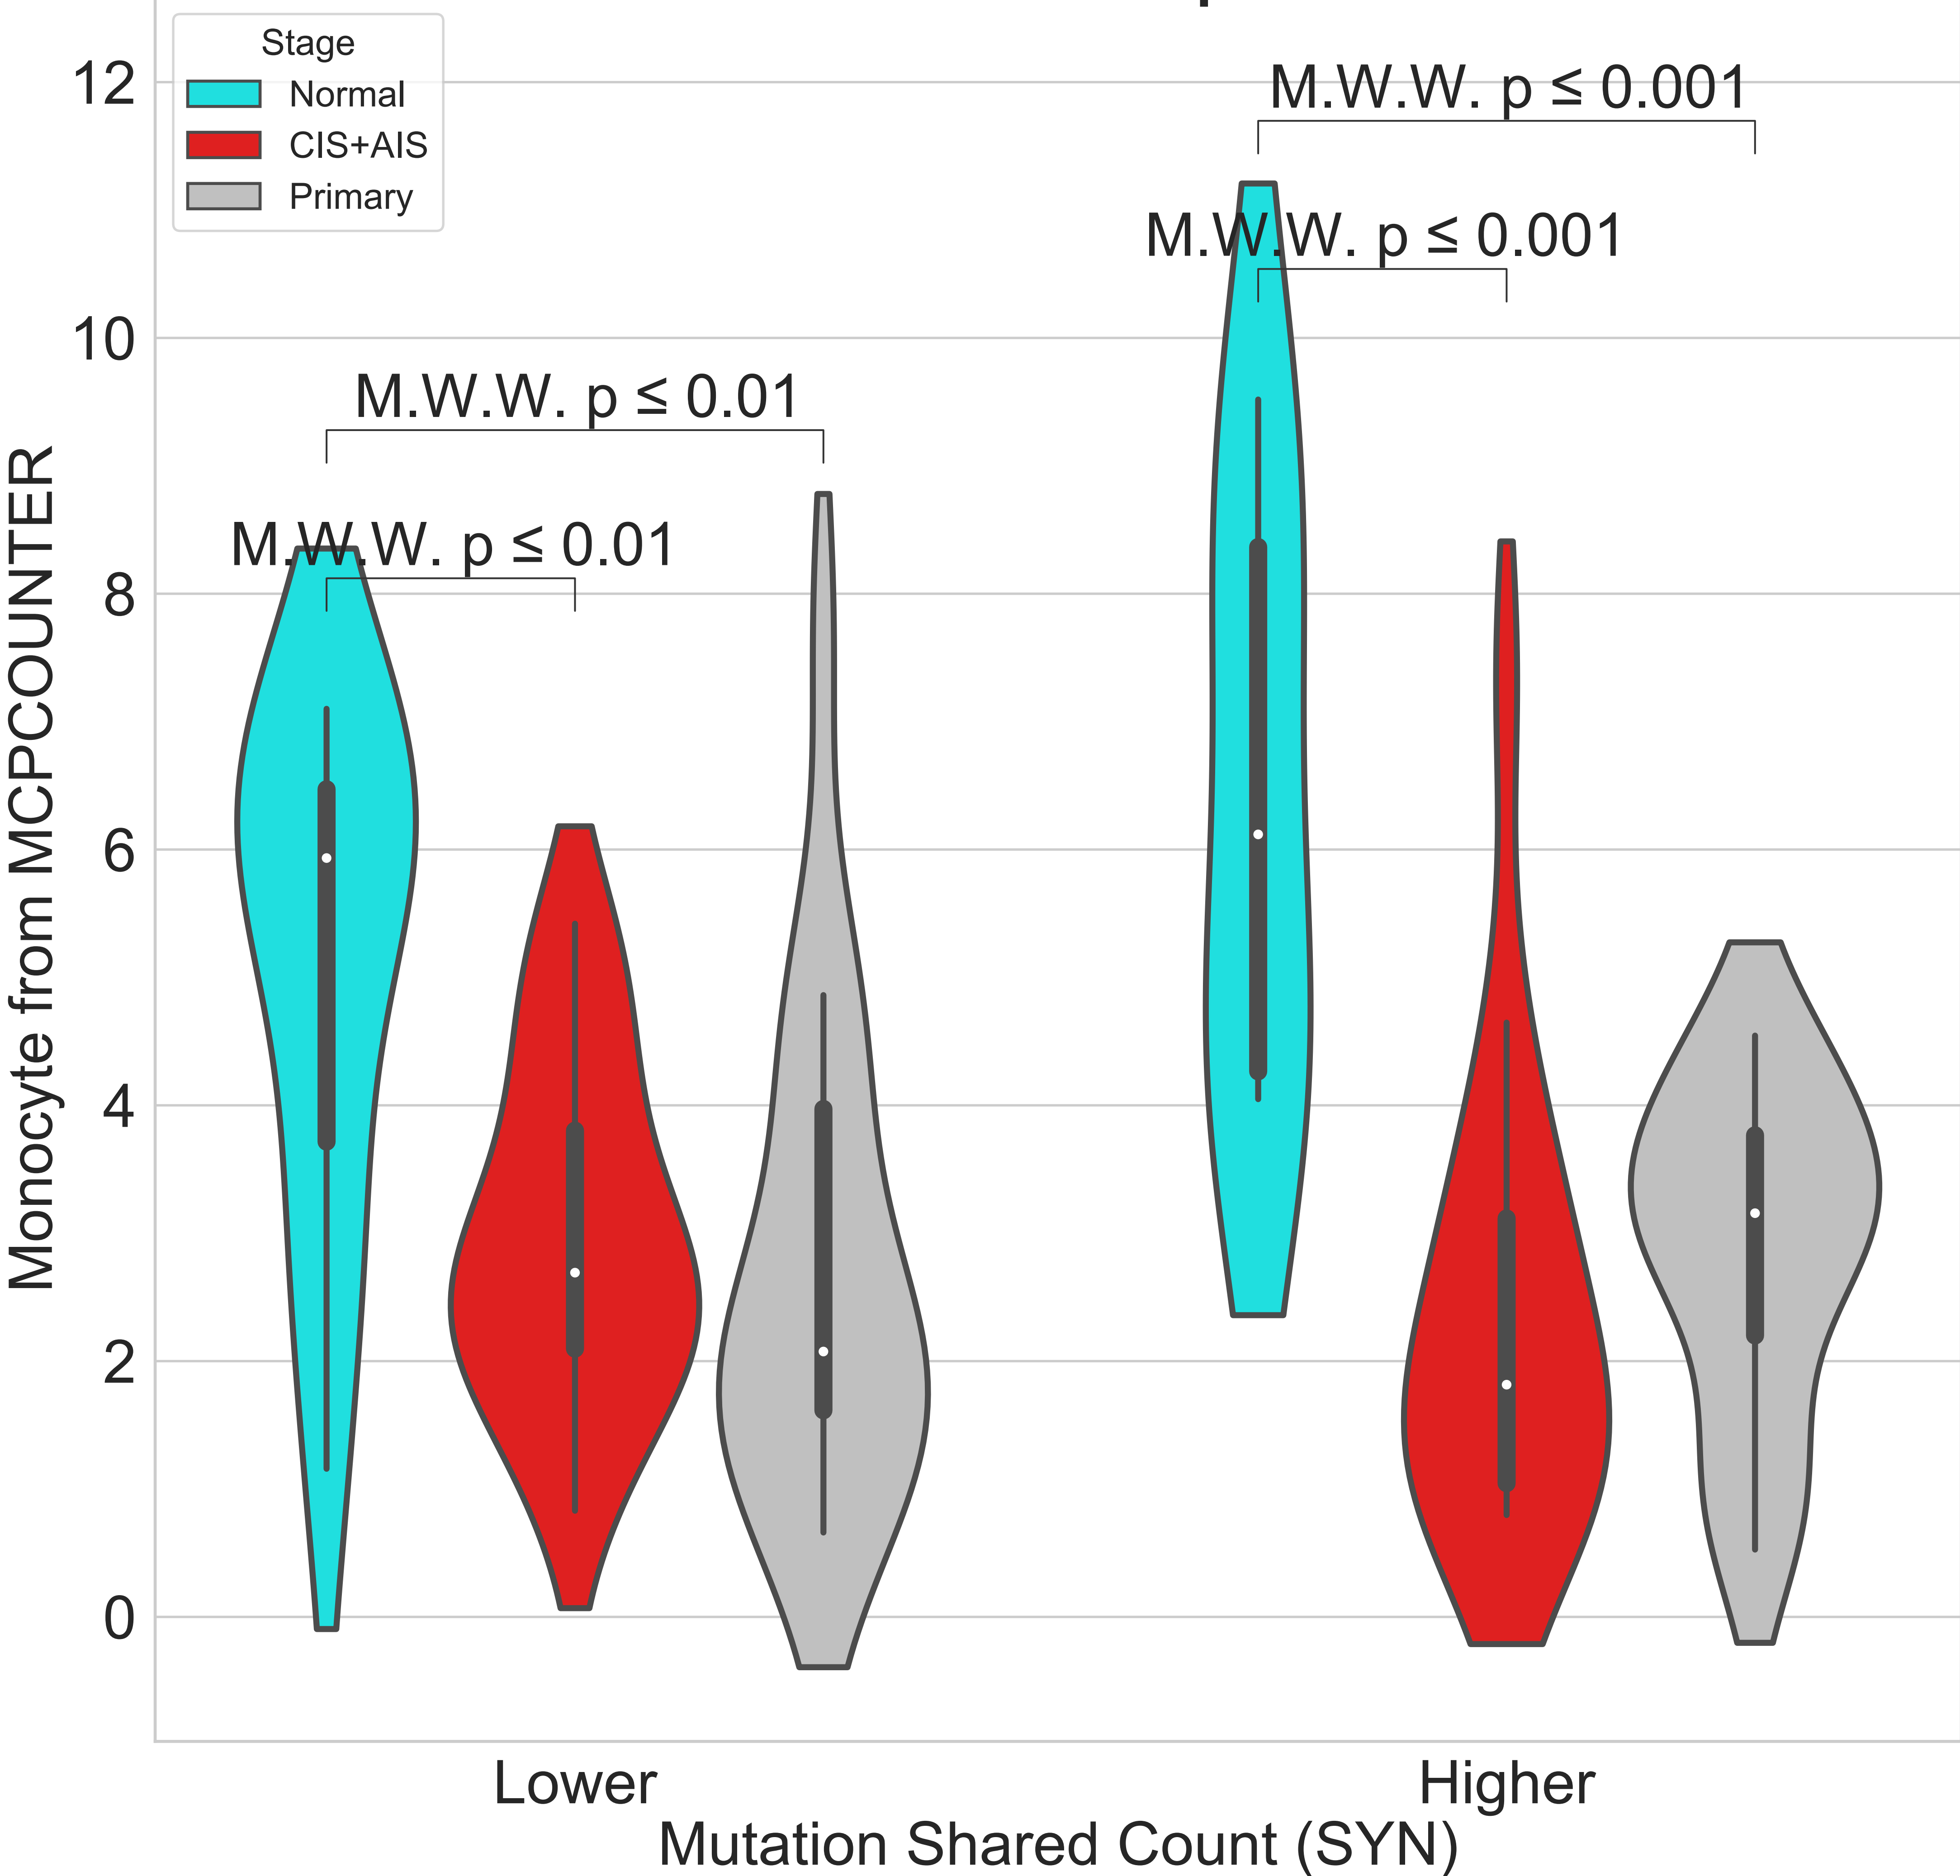 Stage
Normal
CIS+AIS
Primary
12
10
8
6
4
2
0
Monocyte from MCPCOUNTER
M.W.W. p ≤ 0.001
M.W.W. p ≤ 0.001
M.W.W. p ≤ 0.01
M.W.W. p ≤ 0.01
Lower
Higher
Mutation Shared Count (SYN)